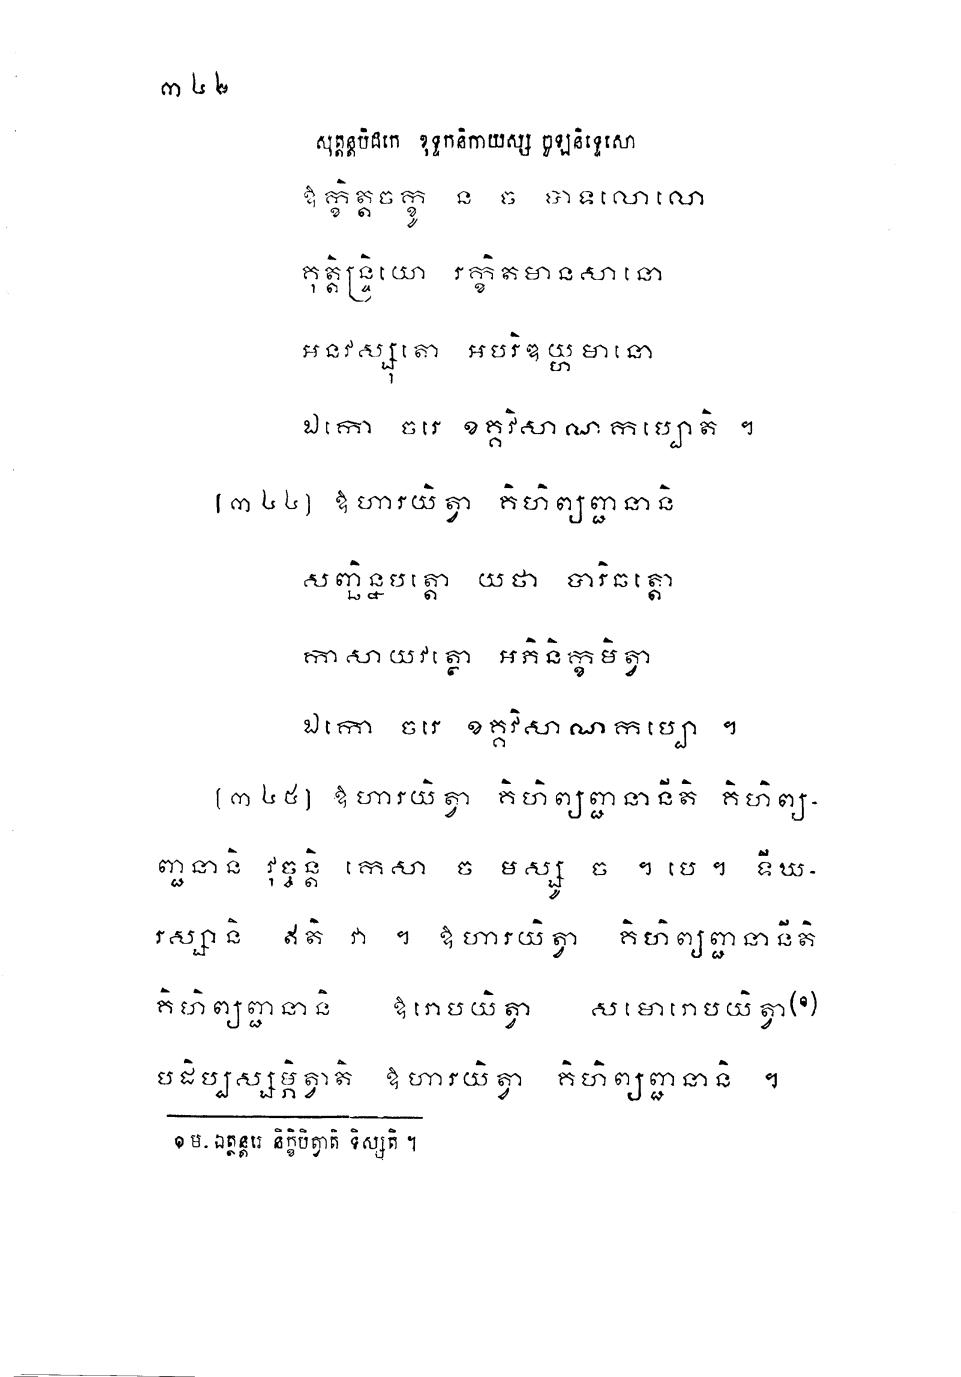 ៣៤២
សុត្តន្តបិដកេ ខុទ្ទកនិកាយស្ស ចូឡនិទ្ទេសោ
ឱក្ខិត្តចក្ខូ ន ច បាទលោលោ
គុត្តិន្ទ្រិយោ រក្ខិតមានសានោ
អនវស្សុតោ អបរិឌយ្ហមានោ
ឯកោ ចរេ ខគ្គវិសាណកប្បោតិ ។
[៣៤៤] ឱហារយិត្វា គិហិព្យញ្ជនានិ
សញ្ឆិន្នបត្តោ យថា បារិឆត្តោ
កាសាយវត្ថោ អភិនិក្ខមិត្វា
ឯកោ ចរេ ខគ្គវិសាណកប្បោ ។
[៣៤៥] ឱហារយិត្វា គិហិព្យញ្ជនានីតិ គិហិព្យ-
ញ្ជនានិ វុច្ចន្តិ កេសា ច មស្សូ ច ។ បេ ។ ទីឃ-
រស្សានិ ឥតិ វា ។ ឱហារយិត្វា គិហិព្យញ្ជនានីតិ
គិហិព្យញ្ជនានិ ឱរោបយិត្វា សមោរោបយិត្វា(១)
បដិប្បស្សម្ភិត្វាតិ ឱហារយិត្វា គិហិព្យញ្ជនានិ ។
១ ម. ឯត្ថន្តរេ និក្ខិបិត្វាតិ ទិស្សតិ ។